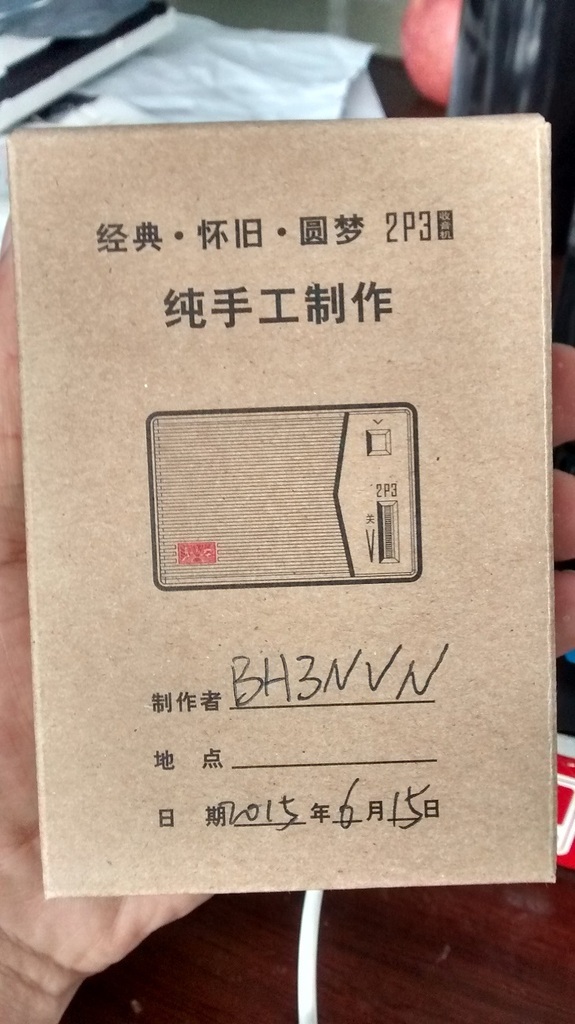 经典·怀旧·圆梦 2P3 收音机
纯手工制作
2P3
关
制作者 BH3NVN
地 点
日 期 2015 年 6 月 15 日